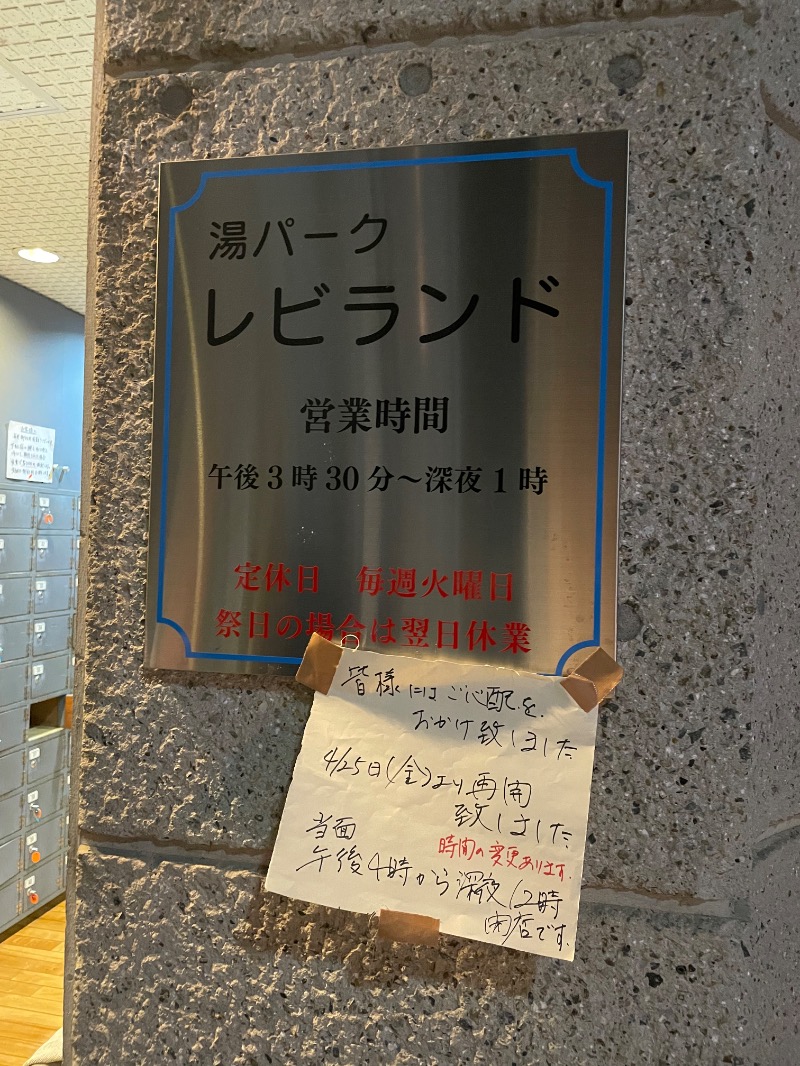 湯パーク
レビランド
営業時間
午後3時30分～深夜1時
定休日　毎週火曜日
祭日の場合は翌日休業
皆様にはご心配を
おかけ致しました
4/25日(金)より再開
致しました
時間の変更あります.
当面
午後4時から深夜12時
閉店です.